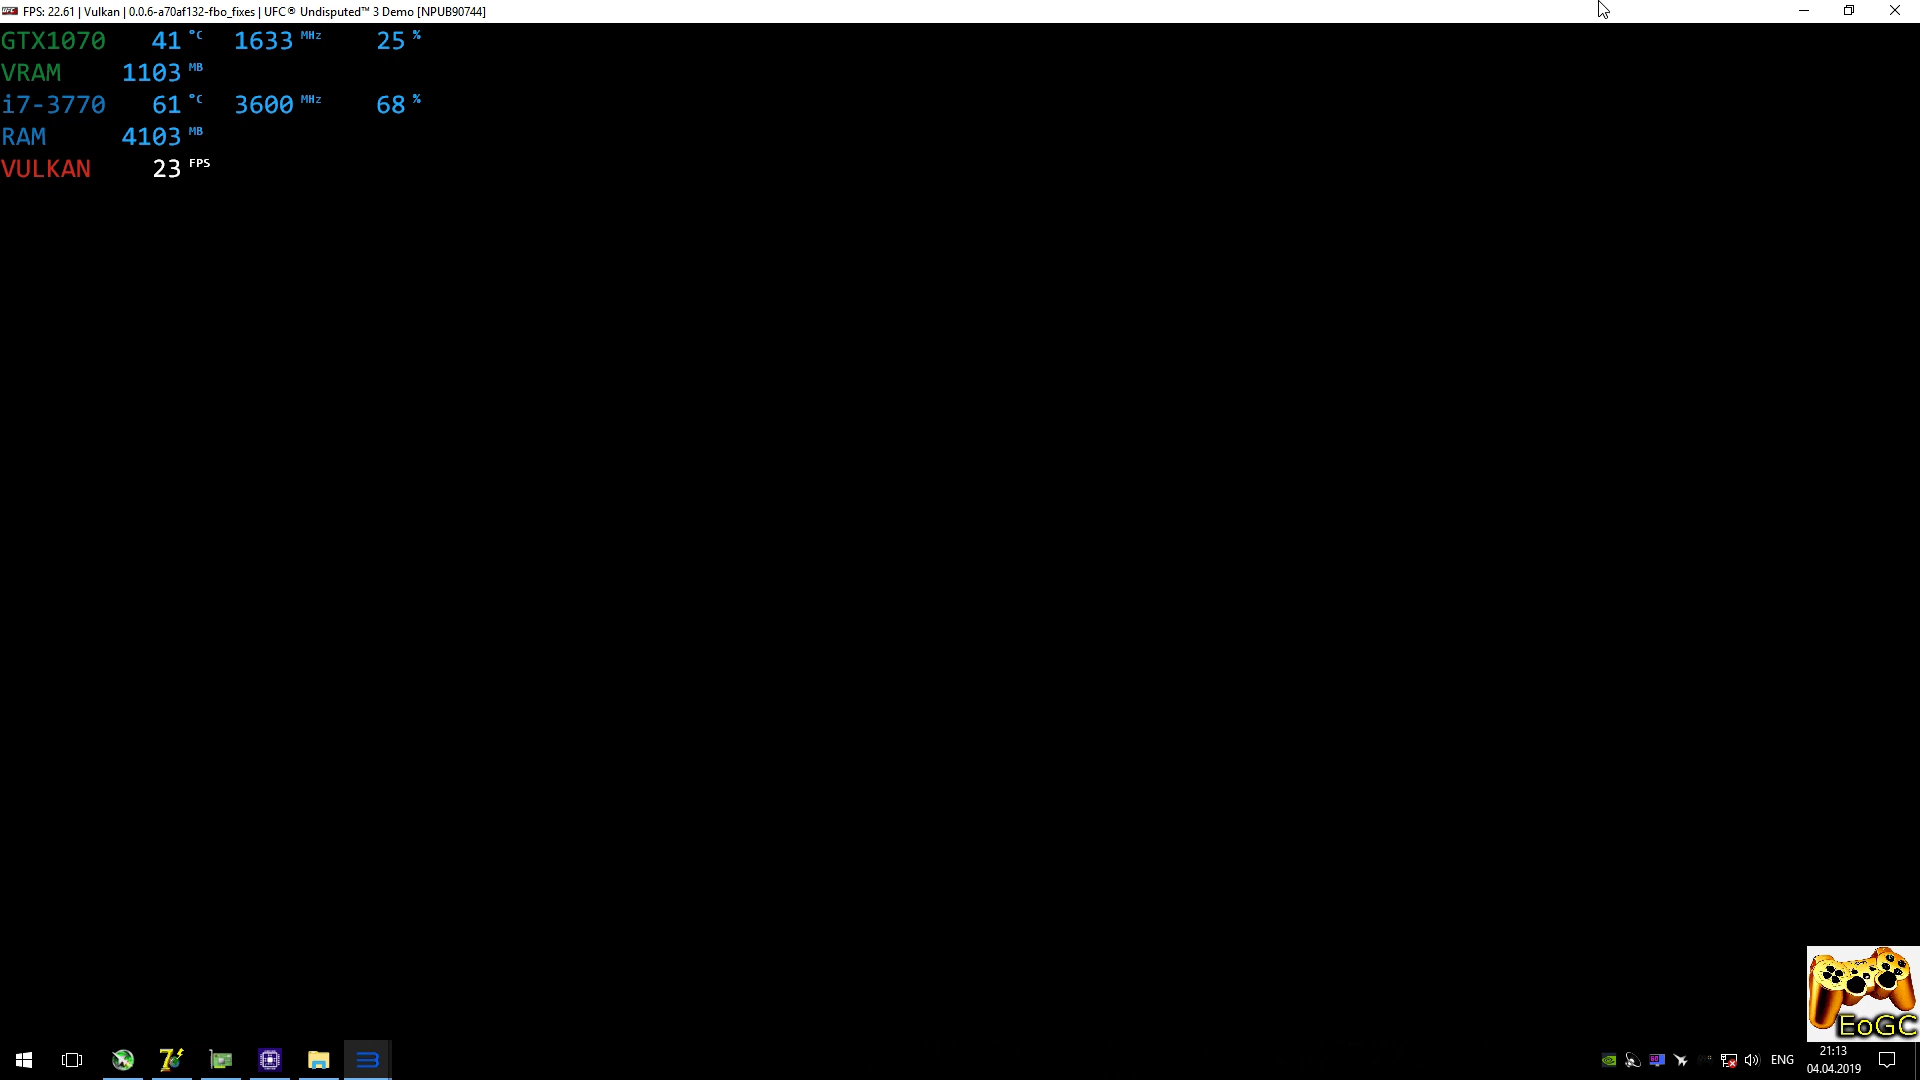 FPS: 22.61 | Vulkan | 0.0.6-a70af132-fbo_fixes | UFC® Undisputed™ 3 Demo [NPUB90744]
GTX1070 41 °C 1633 MHz 25 %
VRAM 1103 MB
i7-3770 61 °C 3600 MHz 68 %
RAM 4103 MB
VULKAN 23 FPS
EoGC
ENG
21:13
04.04.2019